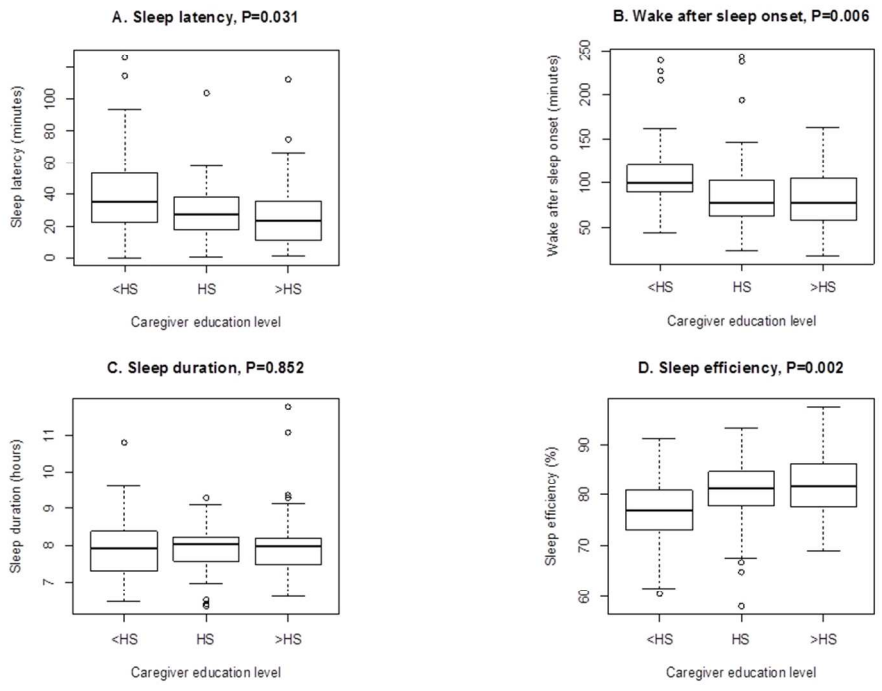 A. Sleep latency, P=0.031
Sleep latency (minutes)
100
80
60
40
20
0
<HS HS >HS
Caregiver education level
B. Wake after sleep onset, P=0.006
Wake after sleep onset (minutes)
250
200
150
100
50
<HS HS >HS
Caregiver education level
C. Sleep duration, P=0.852
Sleep duration (hours)
11
10
9
8
7
<HS HS >HS
Caregiver education level
D. Sleep efficiency, P=0.002
Sleep efficiency (%)
90
80
70
60
<HS HS >HS
Caregiver education level